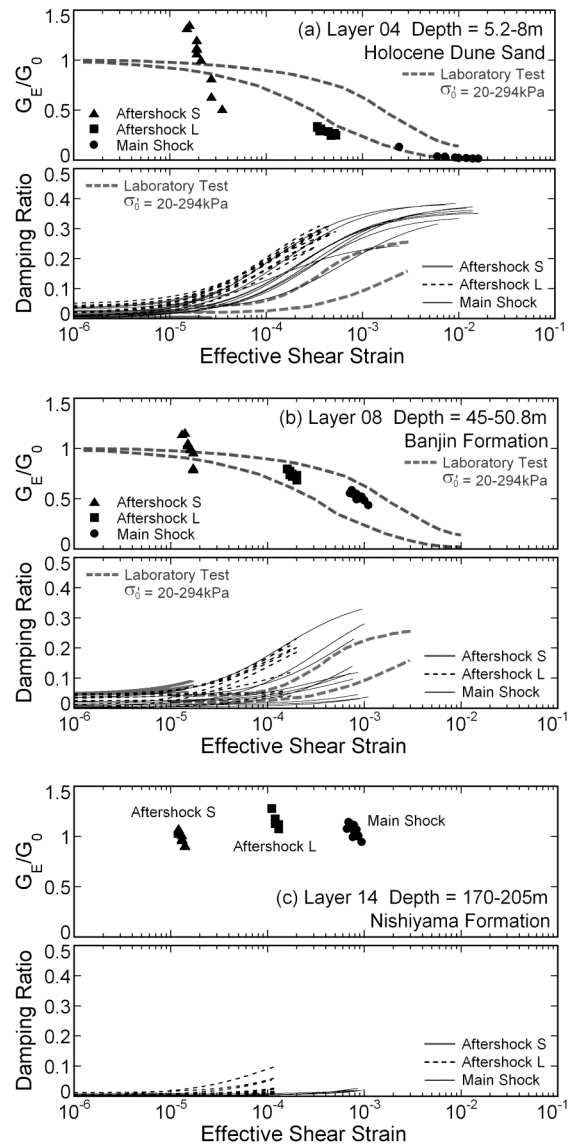 (a) Layer 04 Depth = 5.2-8m
Holocene Dune Sand
Laboratory Test
σ₀' = 20-294kPa
Aftershock S
Aftershock L
Main Shock
G_E/G_0
1.5
1
0.5
0
Laboratory Test
σ₀' = 20-294kPa
Aftershock S
Aftershock L
Main Shock
Damping Ratio
0.5
0.4
0.3
0.2
0.1
0
10⁻⁶ 10⁻⁵ 10⁻⁴ 10⁻³ 10⁻² 10⁻¹
Effective Shear Strain
(b) Layer 08 Depth = 45-50.8m
Banjin Formation
Laboratory Test
σ₀' = 20-294kPa
Aftershock S
Aftershock L
Main Shock
G_E/G_0
1.5
1
0.5
0
Laboratory Test
σ₀' = 20-294kPa
Aftershock S
Aftershock L
Main Shock
Damping Ratio
0.5
0.4
0.3
0.2
0.1
0
10⁻⁶ 10⁻⁵ 10⁻⁴ 10⁻³ 10⁻² 10⁻¹
Effective Shear Strain
Aftershock S
Aftershock L
Main Shock
(c) Layer 14 Depth = 170-205m
Nishiyama Formation
G_E/G_0
1.5
1
0.5
0
Aftershock S
Aftershock L
Main Shock
Damping Ratio
0.5
0.4
0.3
0.2
0.1
0
10⁻⁶ 10⁻⁵ 10⁻⁴ 10⁻³ 10⁻² 10⁻¹
Effective Shear Strain